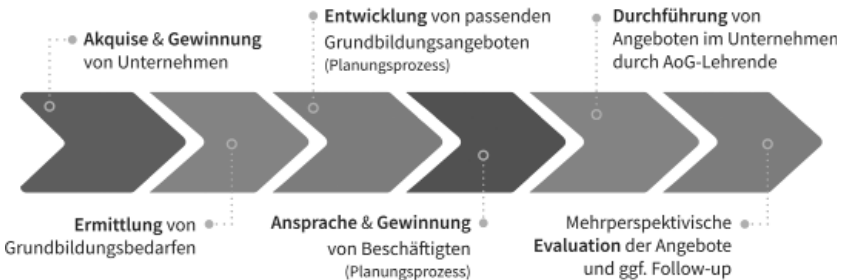 Akquise & Gewinnung
von Unternehmen
Ermittlung von
Grundbildungsbedarfen
Entwicklung von passenden
Grundbildungsangeboten
(Planungsprozess)
Ansprache & Gewinnung
von Beschäftigten
(Planungsprozess)
Durchführung von
Angeboten im Unternehmen
durch AoG-Lehrende
Mehrperspektivische
Evaluation der Angebote
und ggf. Follow-up